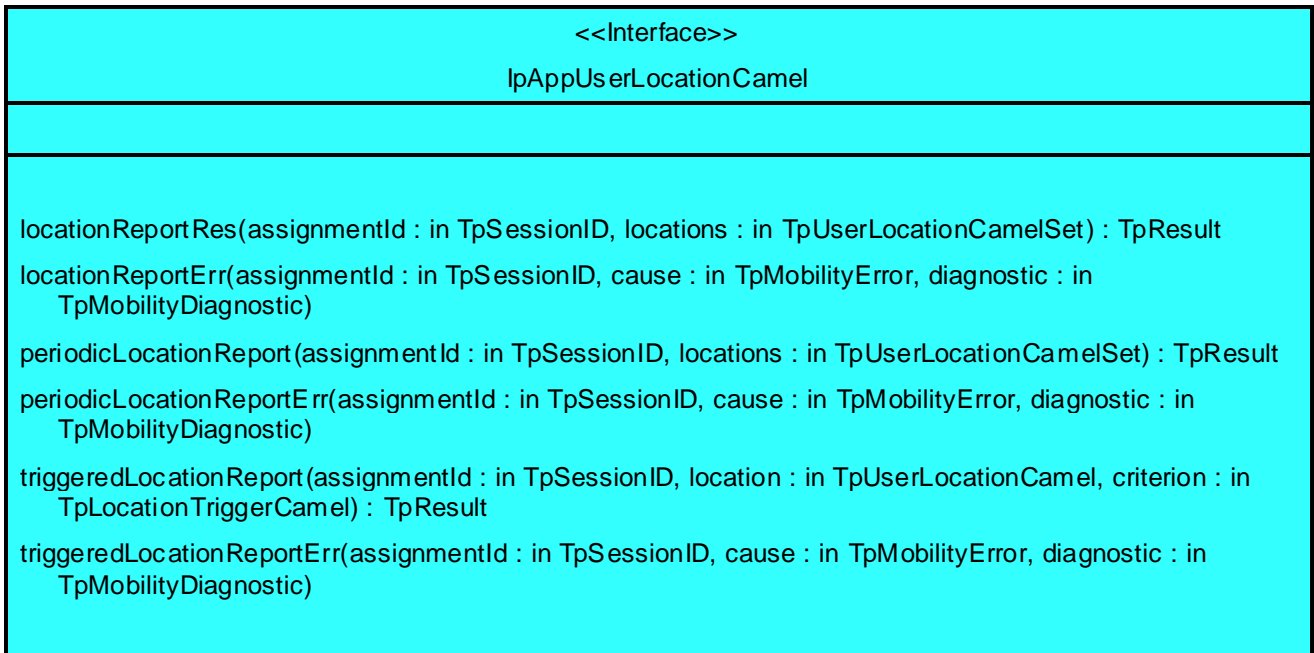 <<Interface>>
IpAppUserLocationCamel
locationReportRes(assignmentId : in TpSessionID, locations : in TpUserLocationCamelSet) : TpResult
locationReportErr(assignmentId : in TpSessionID, cause : in TpMobilityError, diagnostic : in
TpMobilityDiagnostic)
periodicLocationReport(assignmentId : in TpSessionID, locations : in TpUserLocationCamelSet) : TpResult
periodicLocationReportErr(assignmentId : in TpSessionID, cause : in TpMobilityError, diagnostic : in
TpMobilityDiagnostic)
triggeredLocationReport(assignmentId : in TpSessionID, location : in TpUserLocationCamel, criterion : in
TpLocationTriggerCamel) : TpResult
triggeredLocationReportErr(assignmentId : in TpSessionID, cause : in TpMobilityError, diagnostic : in
TpMobilityDiagnostic)